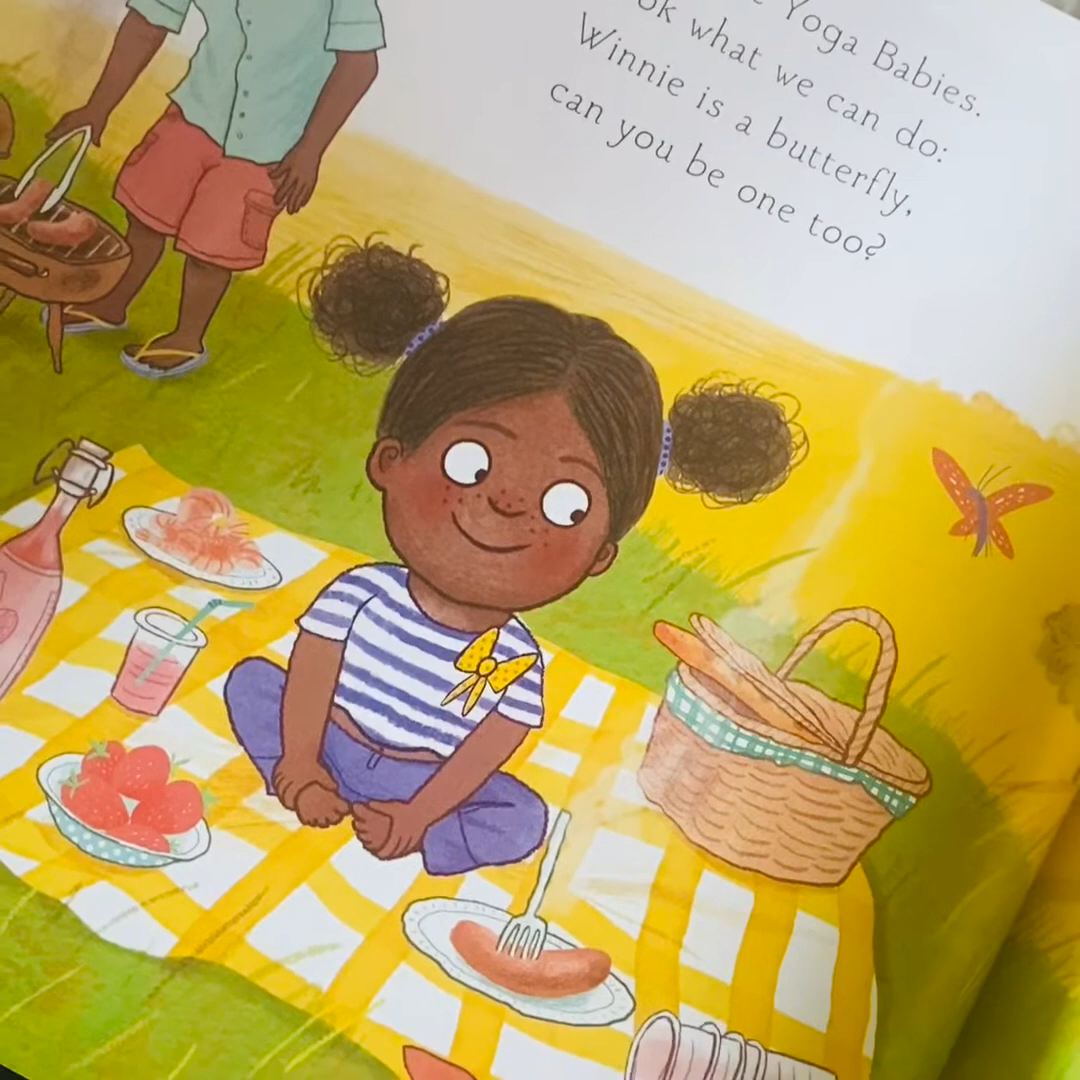 Yoga Babies.
what we can do:
Winnie is a butterfly,
can you be one too?